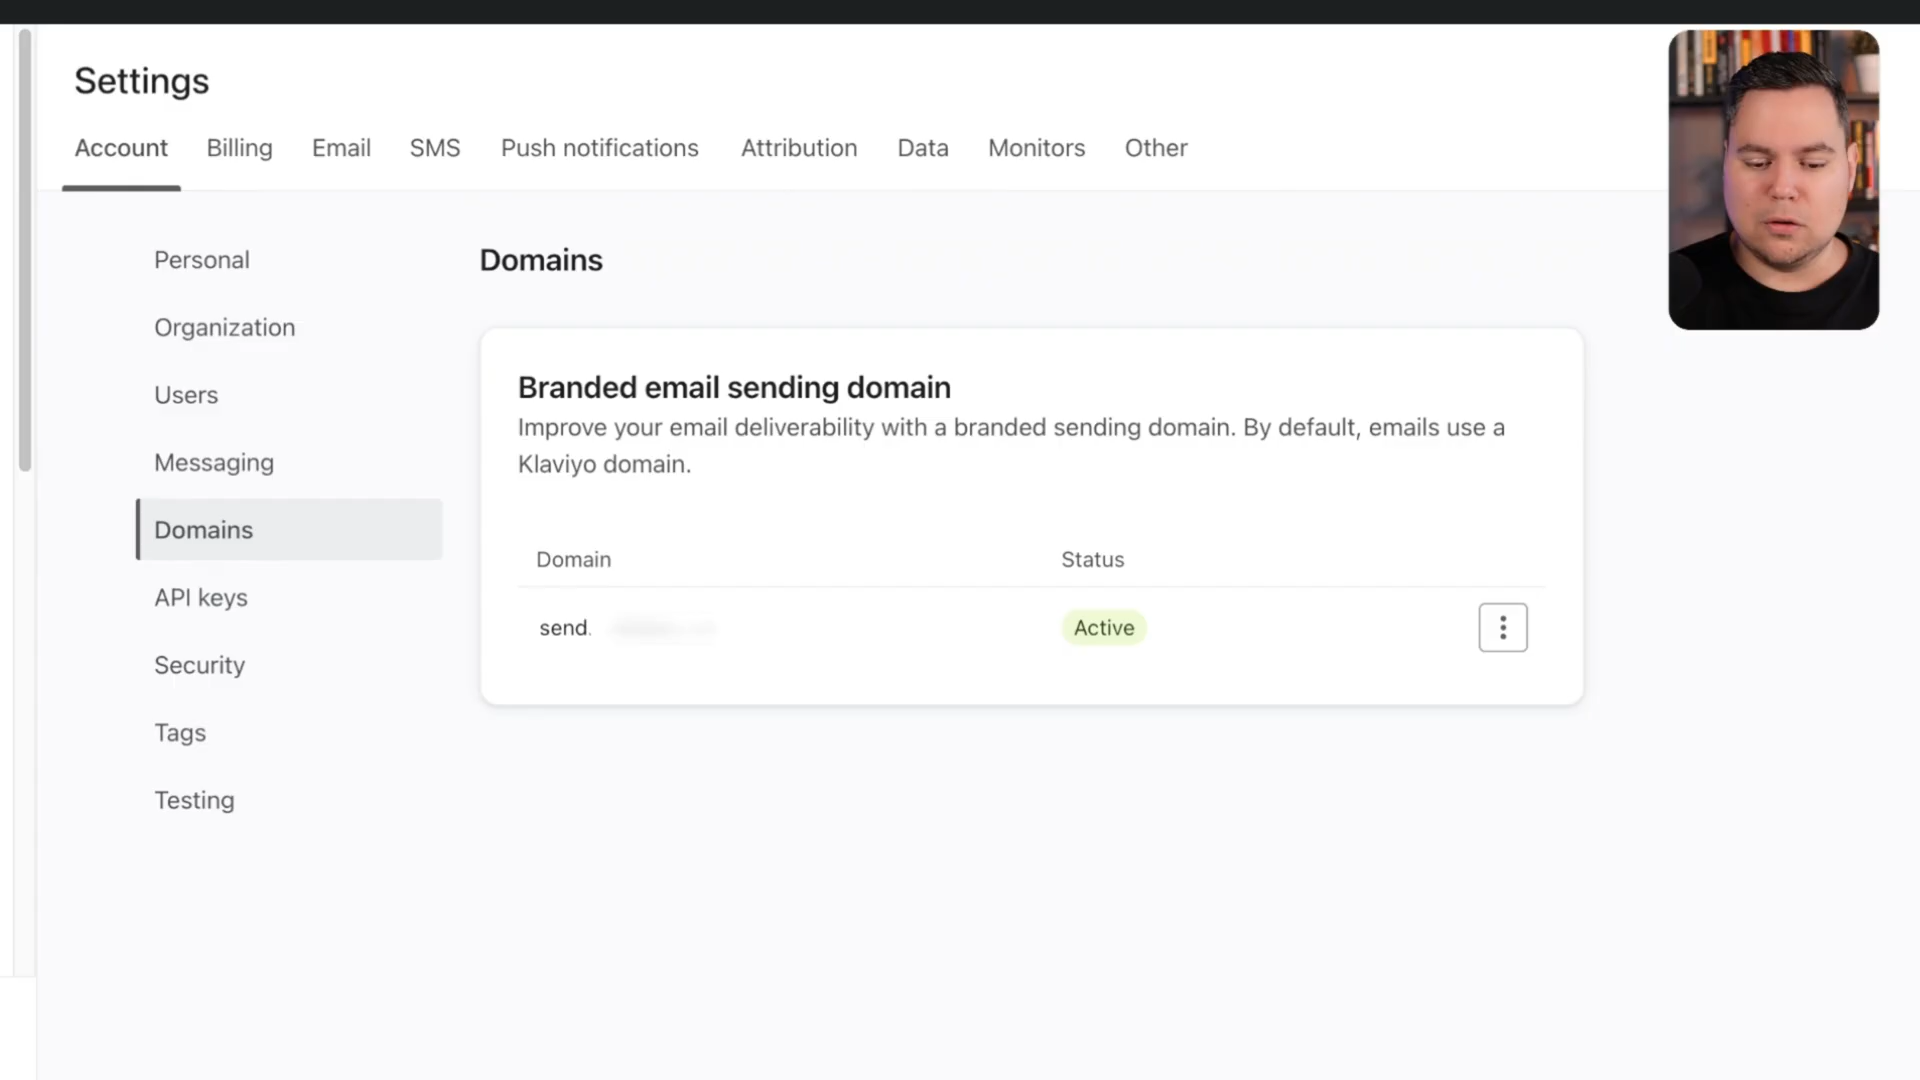 Settings
Account Billing Email SMS Push notifications Attribution Data Monitors Other
Personal
Organization
Users
Messaging
Domains
API keys
Security
Tags
Testing
Domains
Branded email sending domain
Improve your email deliverability with a branded sending domain. By default, emails use a
Klaviyo domain.
Domain Status
send. Active